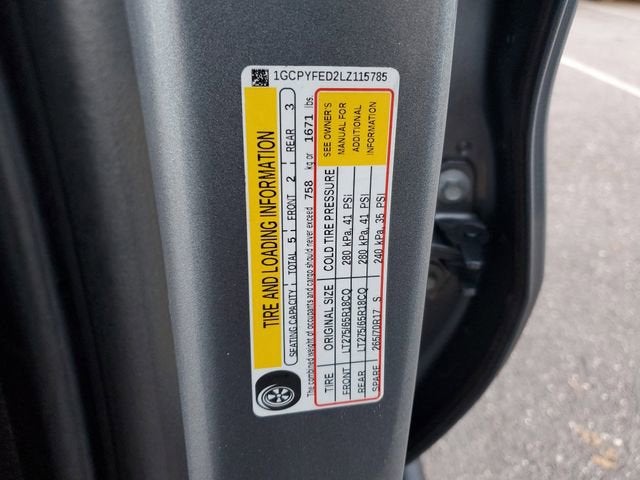 1GCPYFED2LZ115785
TIRE AND LOADING INFORMATION
SEATING CAPACITY TOTAL 5 FRONT 2 REAR 3
The combined weight of occupants and cargo should never exceed 758 kg or 1671 lbs.
TIRE ORIGINAL SIZE COLD TIRE PRESSURE
FRONT LT275/65R18CQ 280 kPa, 41 PSI
REAR LT275/65R18CQ 280 kPa, 41 PSI
SPARE 265/70R17 S 240 kPa, 35 PSI
SEE OWNER'S
MANUAL FOR
ADDITIONAL
INFORMATION